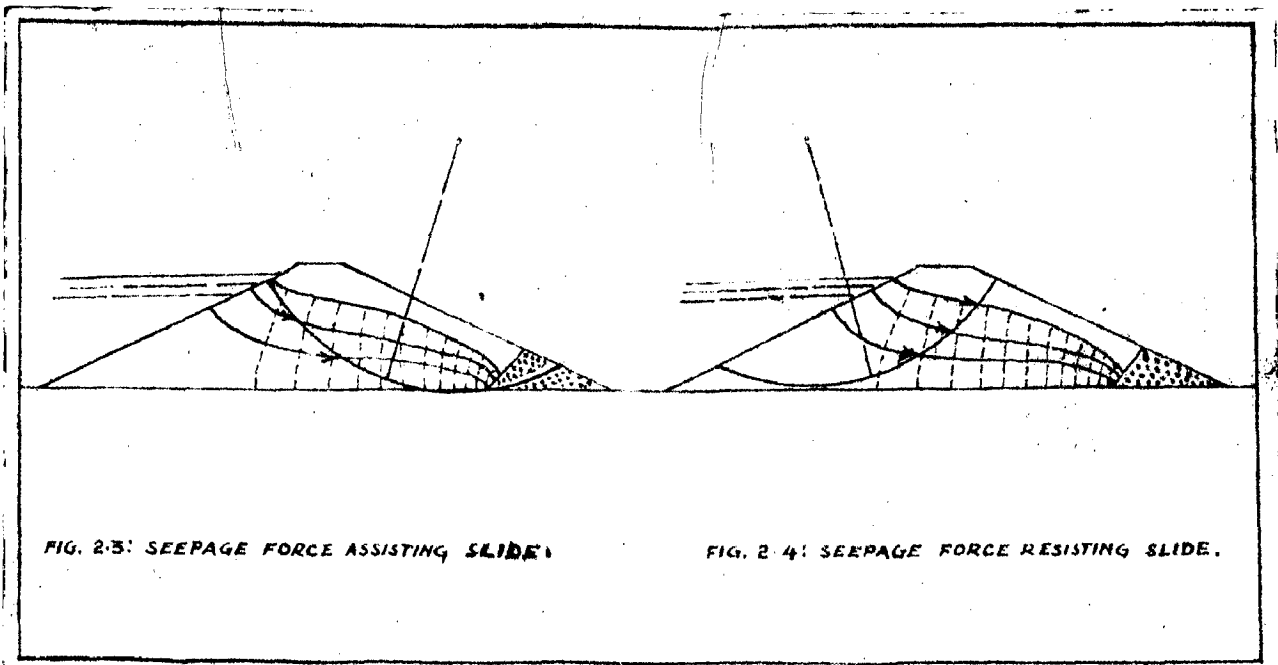 FIG. 2.3: SEEPAGE FORCE ASSISTING SLIDE.
FIG. 2.4: SEEPAGE FORCE RESISTING SLIDE.